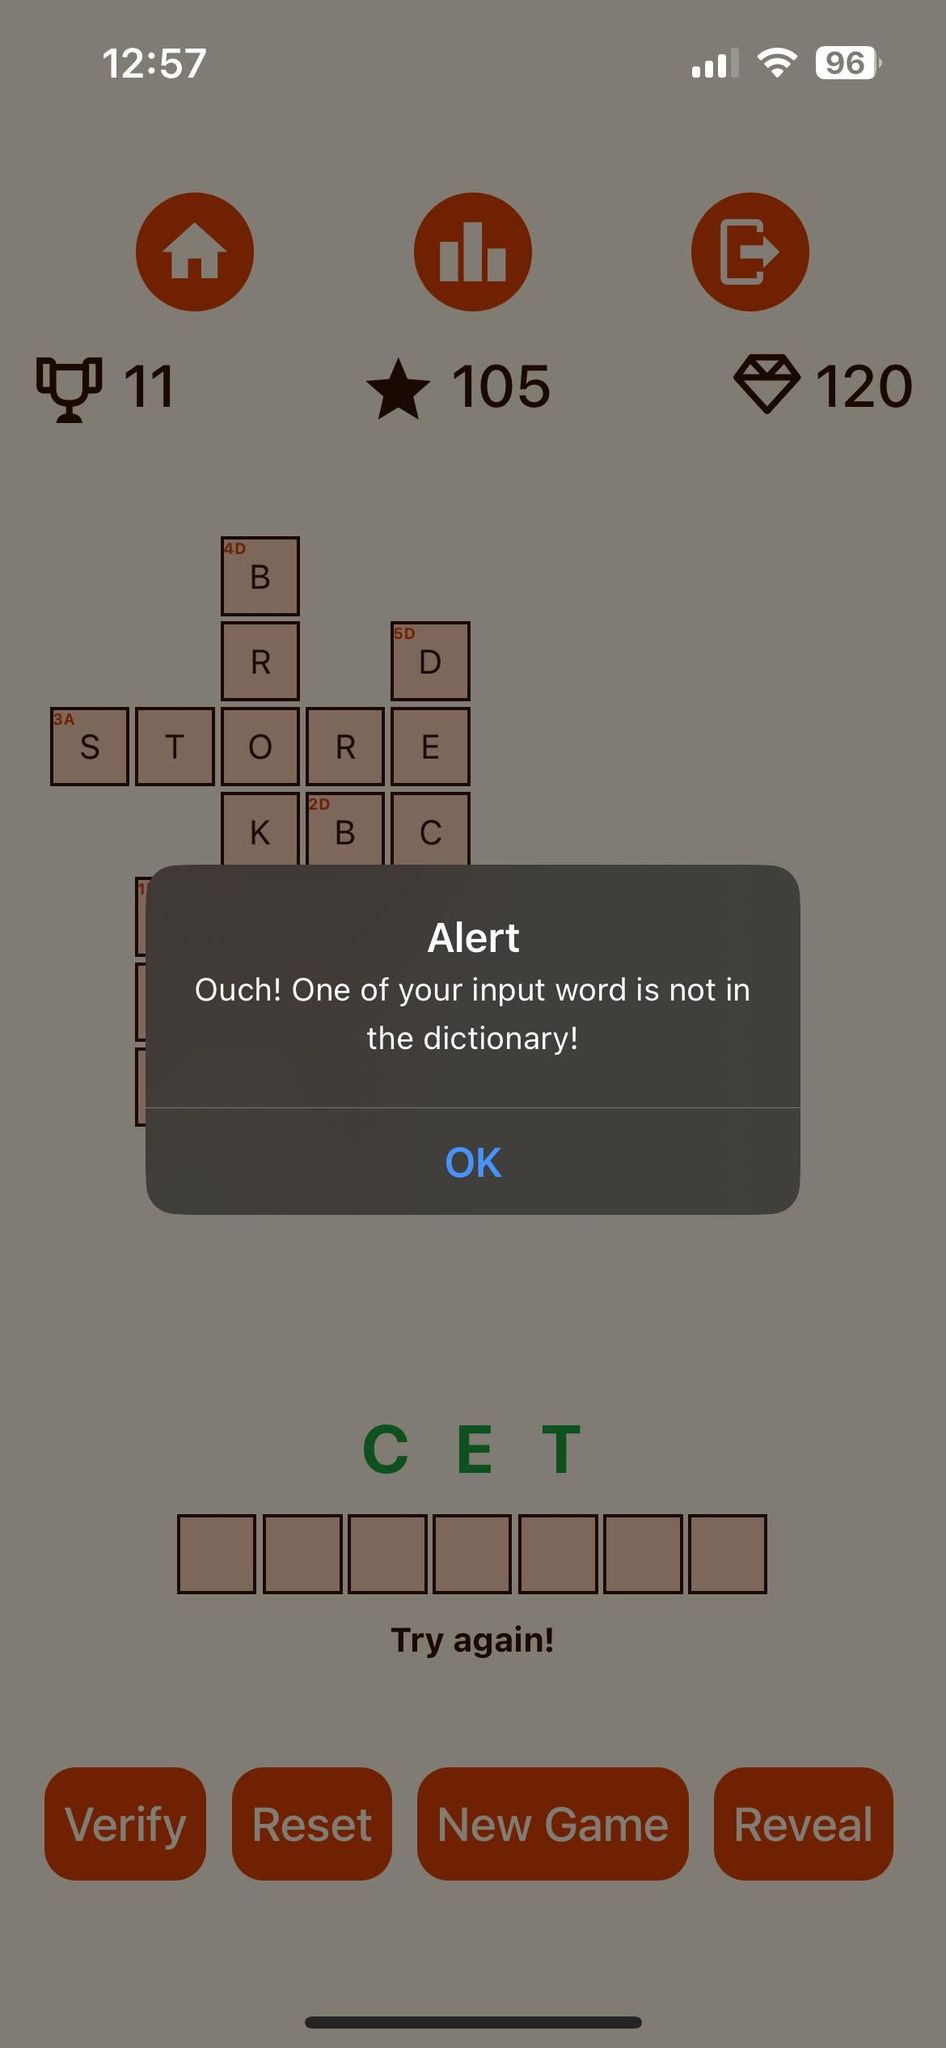 12:57
96
11
105
120
4D
B
R
5D
D
3A
S T O R E
K
2D
B
C
1
Alert
Ouch! One of your input word is not in
the dictionary!
OK
C E T
Try again!
Verify
Reset
New Game
Reveal